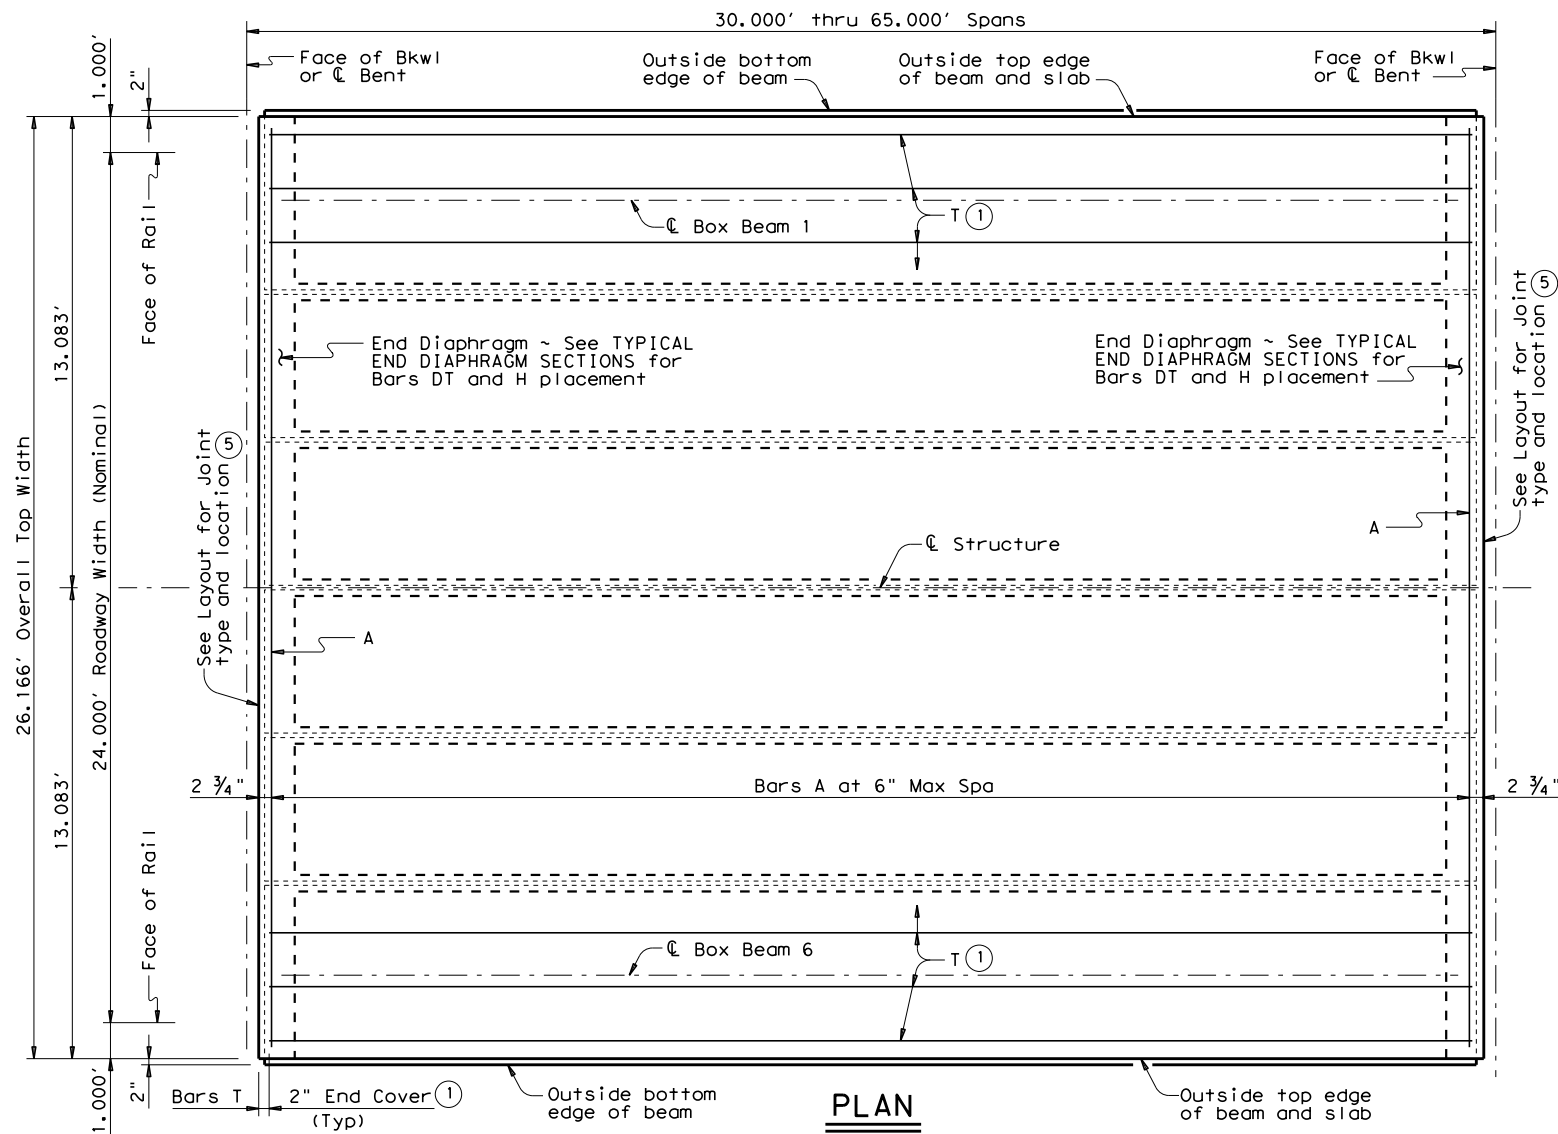 30.000' thru 65.000' Spans
1.000'
2"
Face of Bkwl
or ℄ Bent
Outside bottom
edge of beam
Outside top edge
of beam and slab
Face of Bkwl
or ℄ Bent
Face of Rail
T ①
℄ Box Beam 1
13.083'
End Diaphragm ~ See TYPICAL
END DIAPHRAGM SECTIONS for
Bars DT and H placement
End Diaphragm ~ See TYPICAL
END DIAPHRAGM SECTIONS for
Bars DT and H placement
See Layout for Joint
type and location ⑤
26.166' Overall Top Width
24.000' Roadway Width (Nominal)
See Layout for Joint
type and location ⑤
A
℄ Structure
A
2 ¾"
Bars A at 6" Max Spa
2 ¾"
13.083'
Face of Rail
℄ Box Beam 6
T ①
1.000'
2"
Bars T
2" End Cover ①
(Typ)
Outside bottom
edge of beam
PLAN
Outside top edge
of beam and slab